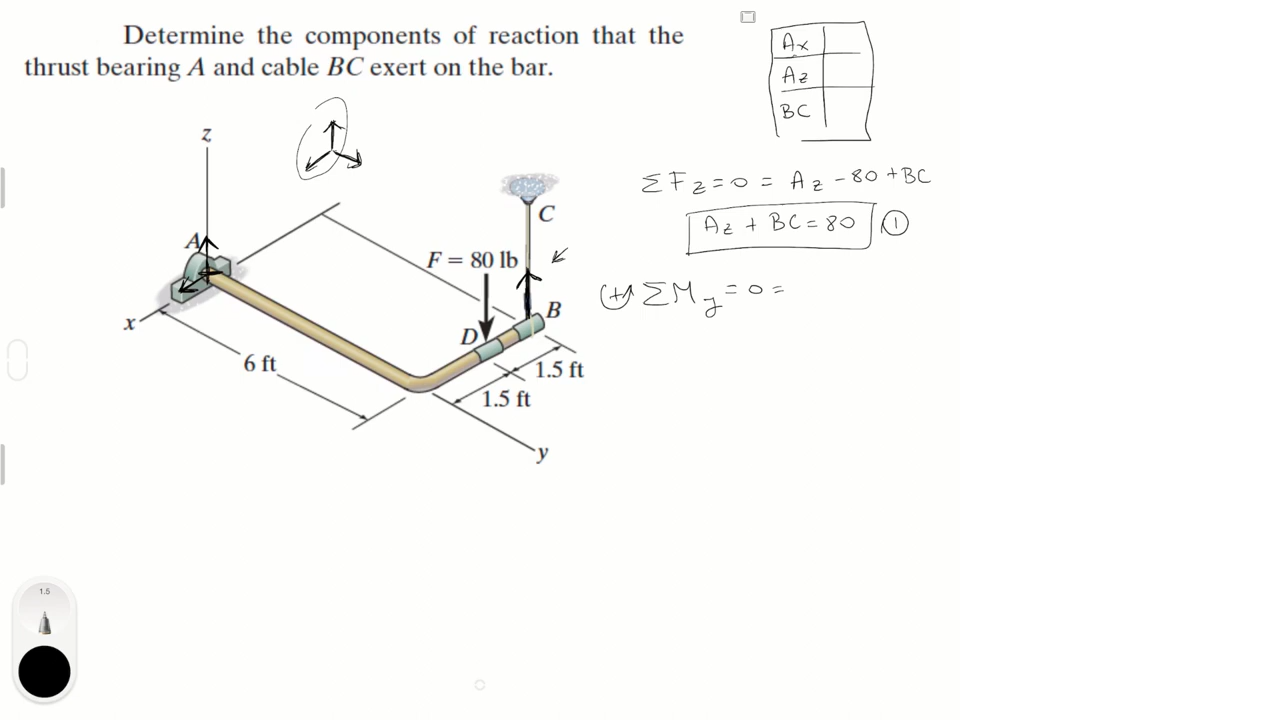 Determine the components of reaction that the
thrust bearing A and cable BC exert on the bar.
Ax
Az
BC
z
ΣFz=0= Az -80+BC
C
Az + BC=80 ①
A
F = 80 lb
ΣMy=0=
B
x
D
6 ft
1.5 ft
1.5 ft
y
1.5